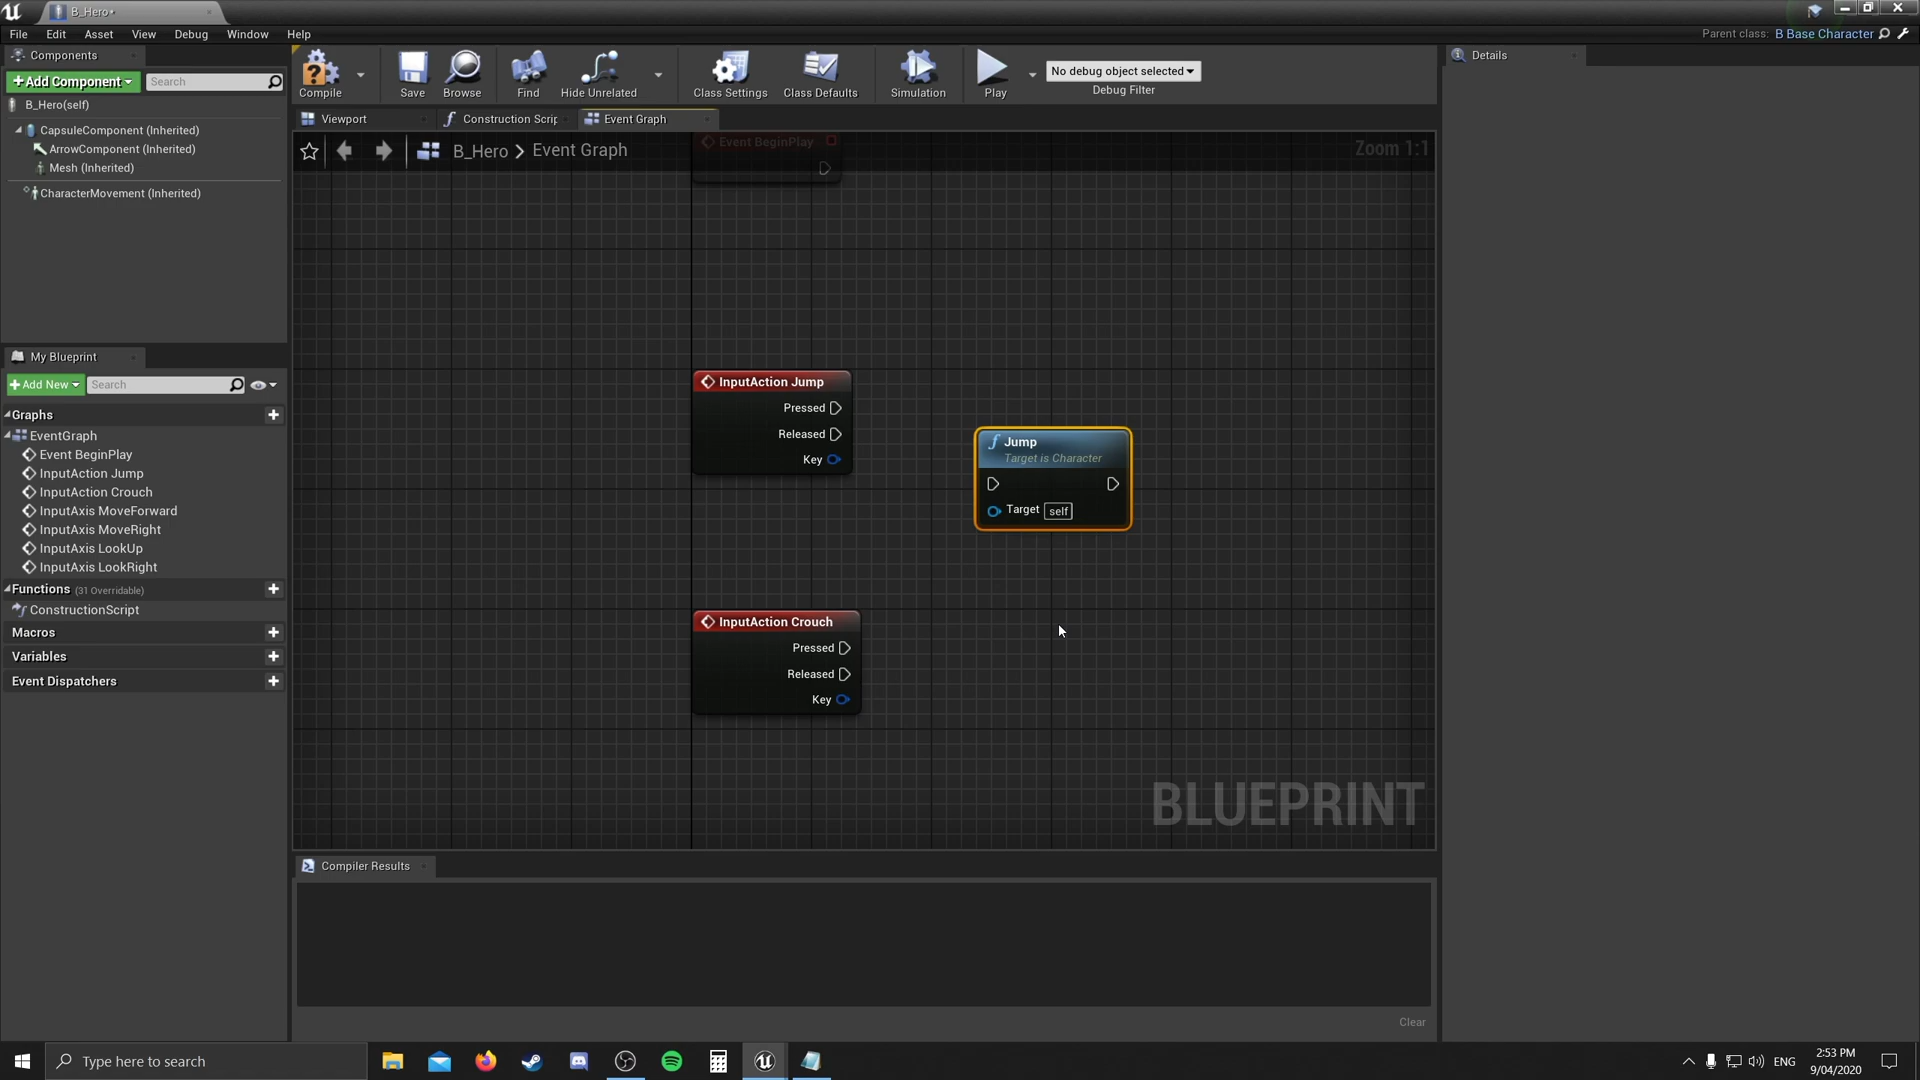 B_Hero•
File Edit Asset View Debug Window Help
Parent class: B Base Character
Components
+Add Component Search
B_Hero(self)
CapsuleComponent (Inherited)
ArrowComponent (Inherited)
Mesh (Inherited)
CharacterMovement (Inherited)
Compile Save Browse Find Hide Unrelated Class Settings Class Defaults Simulation Play
No debug object selected
Debug Filter
Details
Viewport Construction Scrip Event Graph
B_Hero > Event Graph
Zoom 1:1
Event BeginPlay
InputAction Jump
Pressed
Released
Key
Jump
Target is Character
Target self
InputAction Crouch
Pressed
Released
Key
BLUEPRINT
My Blueprint
+Add New Search
Graphs
EventGraph
Event BeginPlay
InputAction Jump
InputAction Crouch
InputAxis MoveForward
InputAxis MoveRight
InputAxis LookUp
InputAxis LookRight
Functions (31 Overridable)
ConstructionScript
Macros
Variables
Event Dispatchers
Compiler Results
Clear
Type here to search
ENG
2:53 PM
9/04/2020